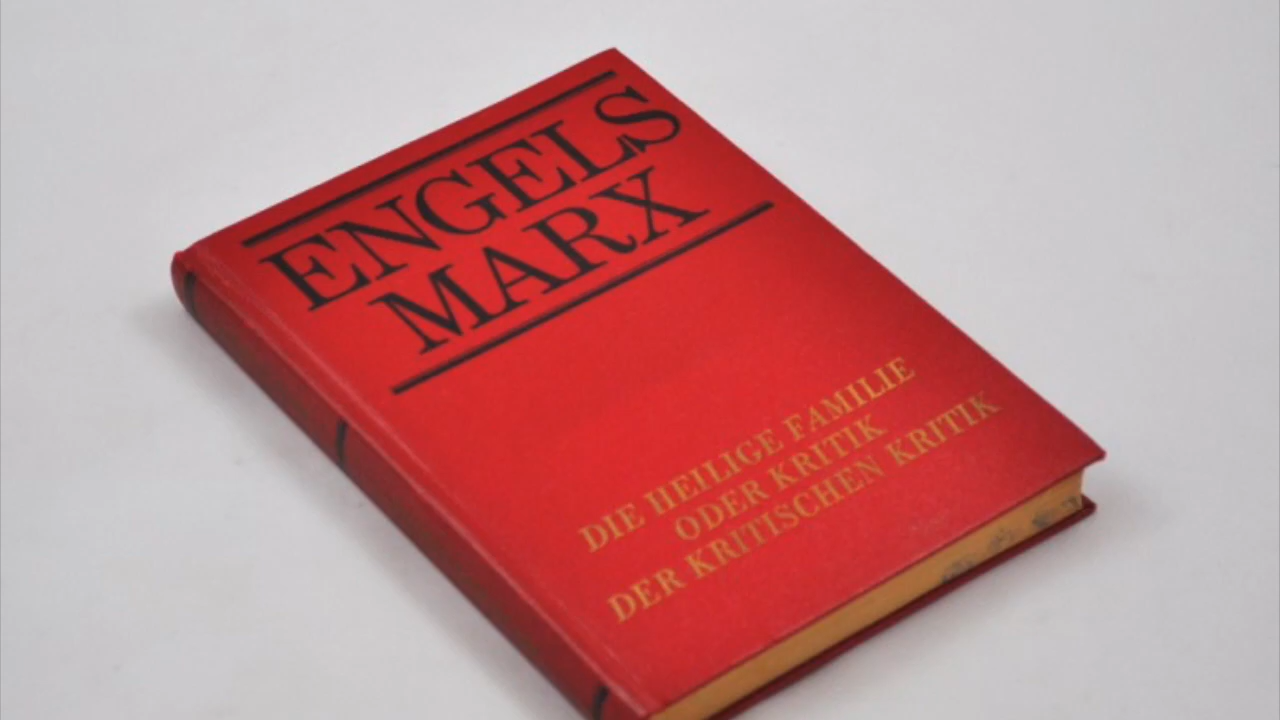 ENGELS
MARX
DIE HEILIGE FAMILIE
ODER KRITIK
DER KRITISCHEN KRITIK